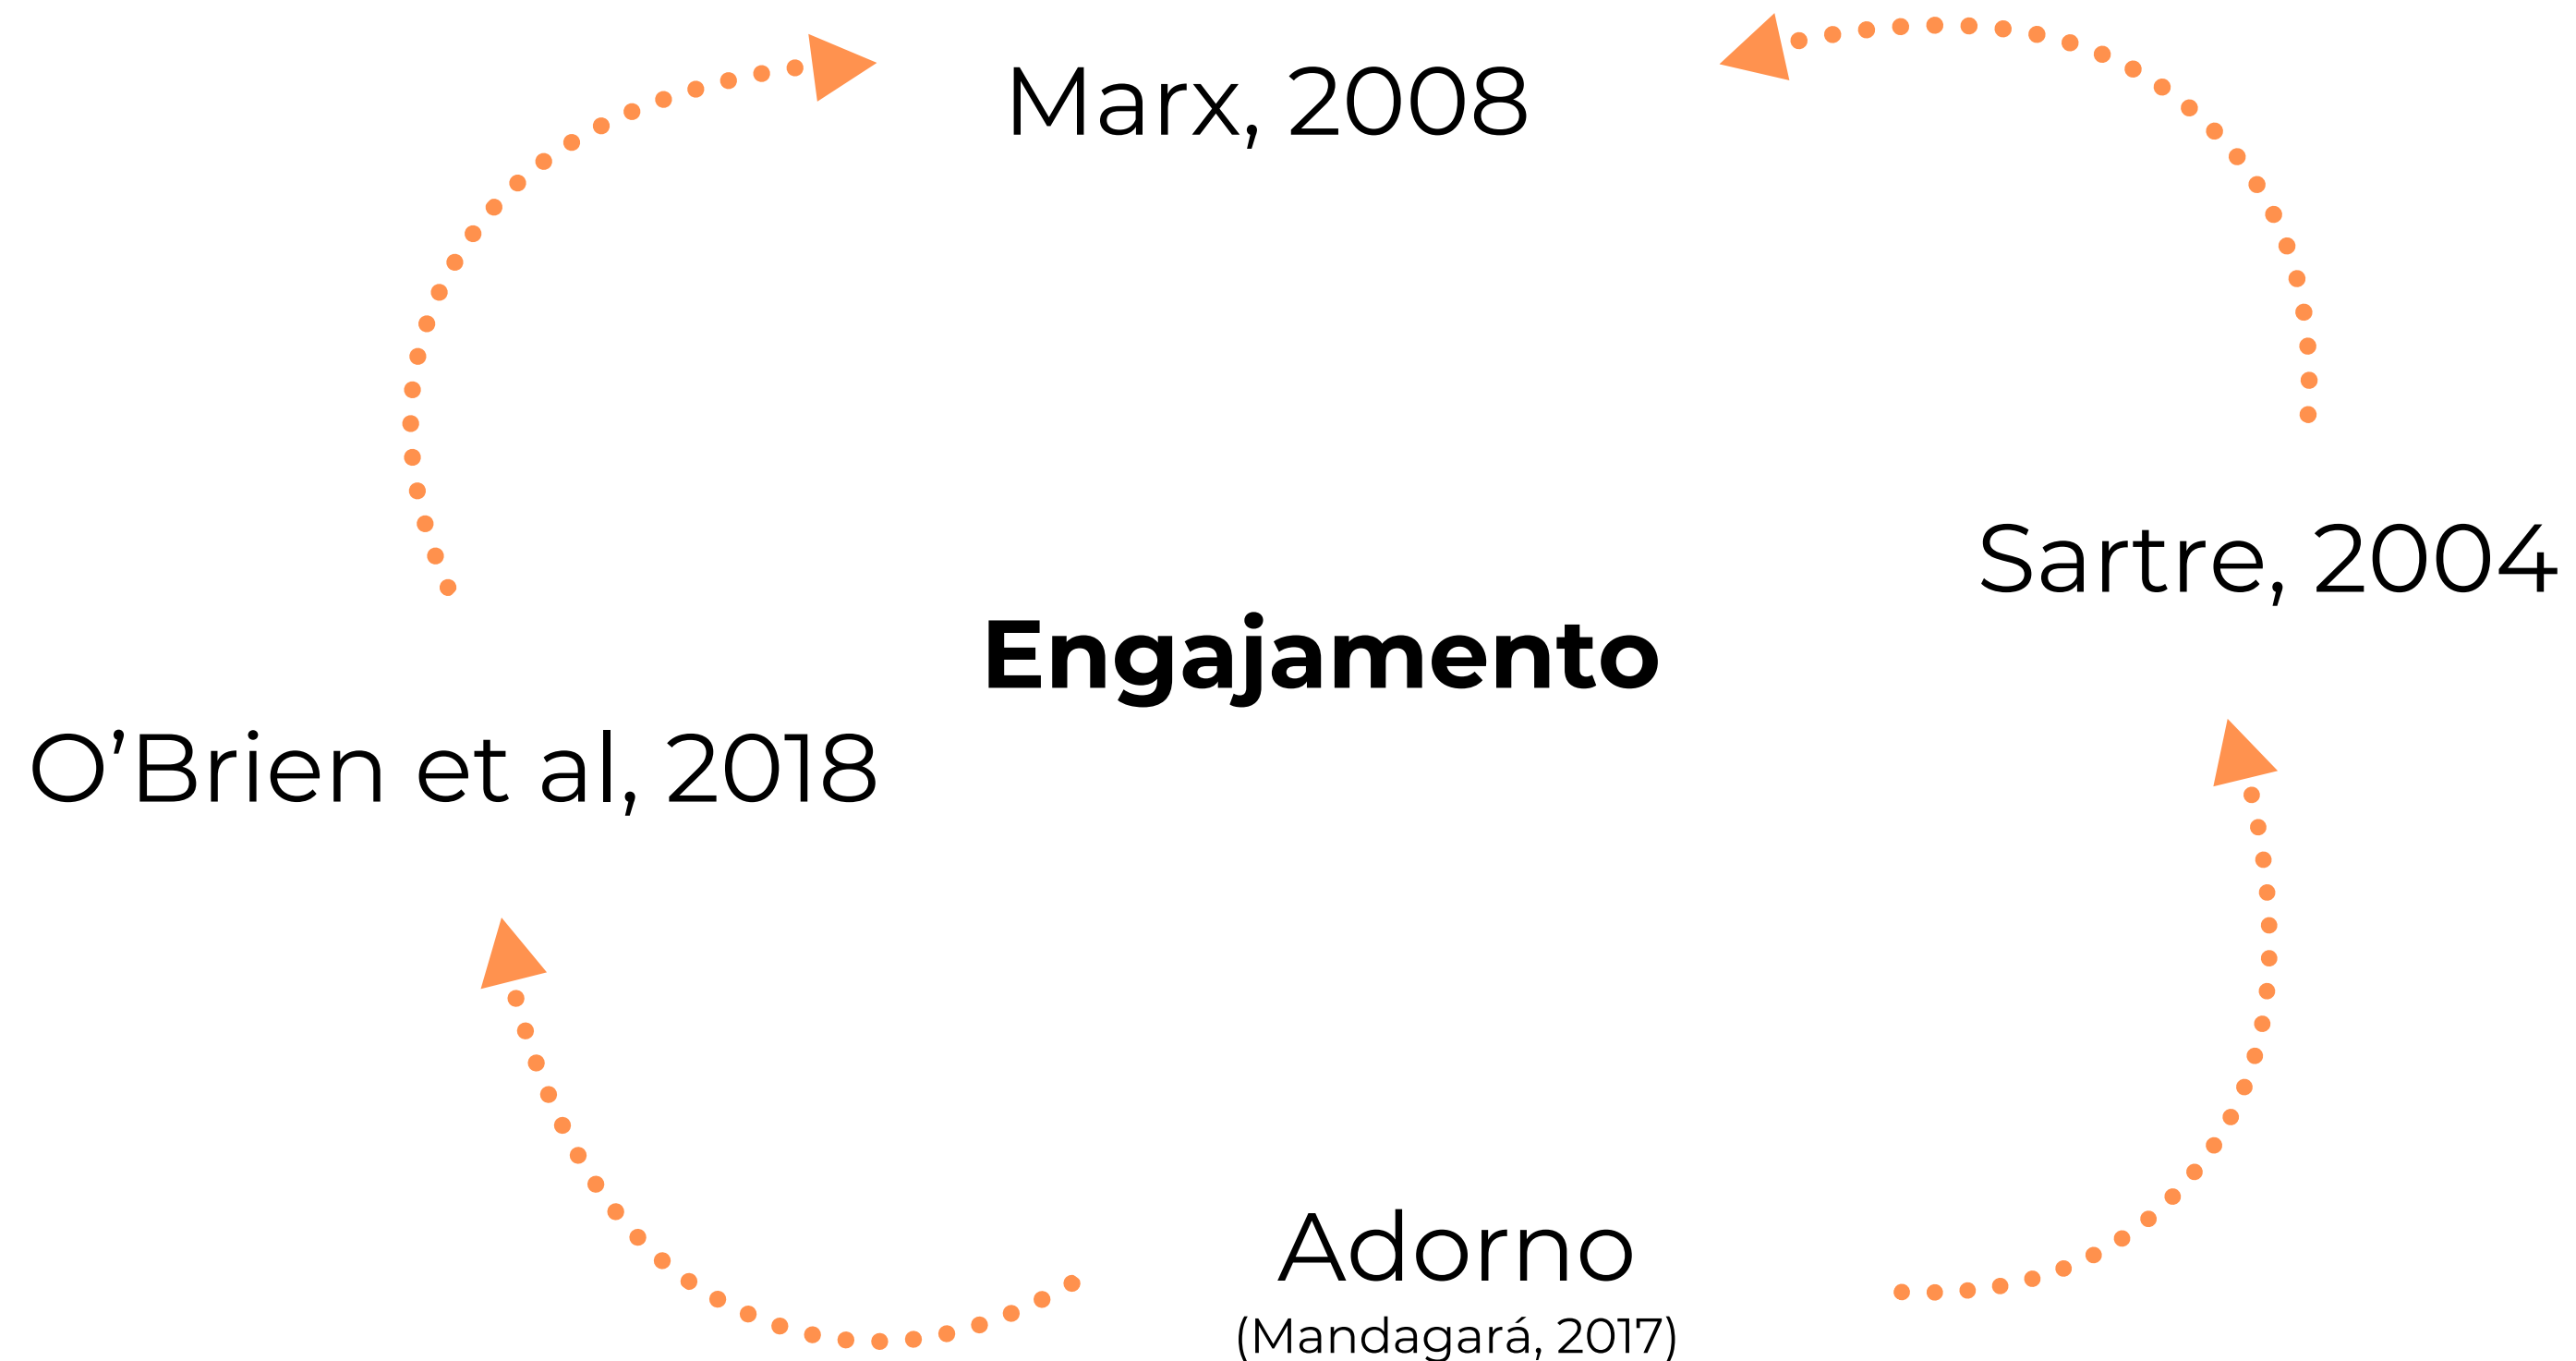 Marx, 2008
Sartre, 2004
Engajamento
O’Brien et al, 2018
Adorno
(Mandagará, 2017)